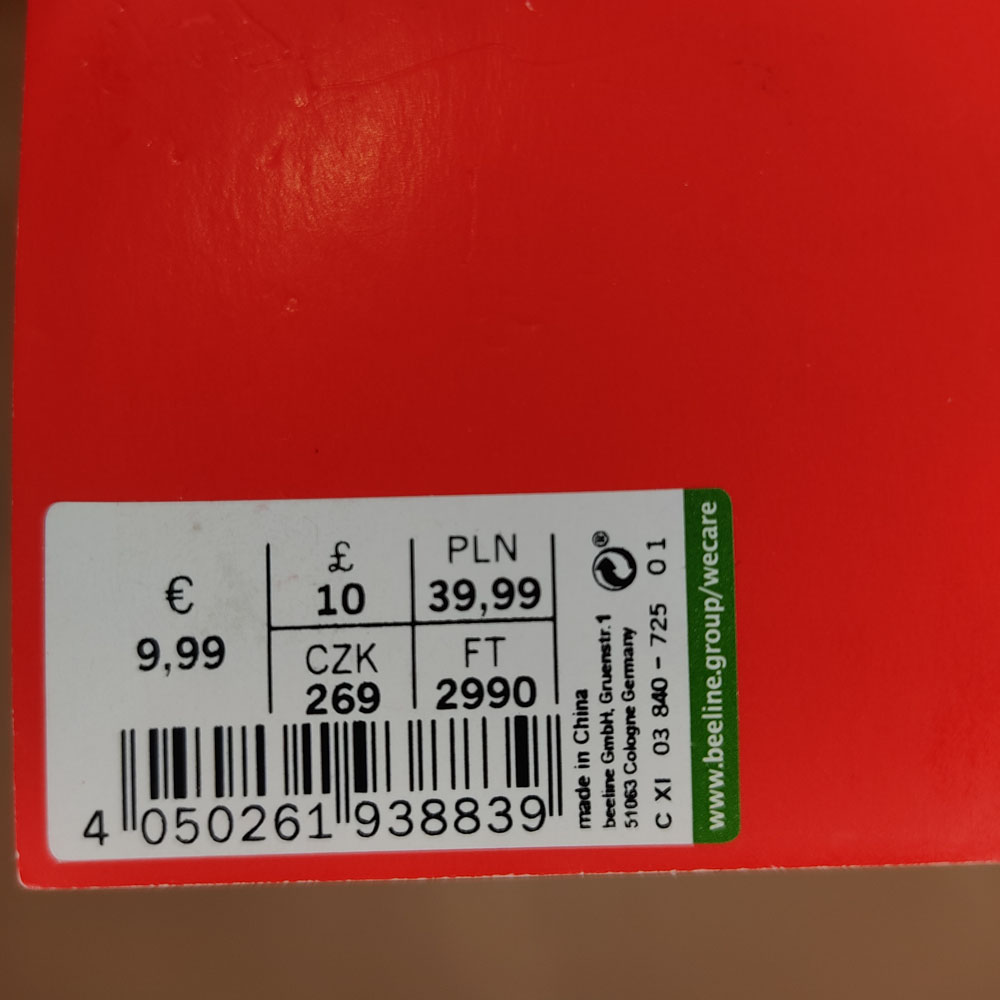 €
9,99
£
10
PLN
39,99
CZK
269
FT
2990
4 050261 938839
made in China
beeline GmbH, Gruenstr.1
51063 Cologne Germany
C XI 03 840 - 725 01
www.beeline.group/wecare